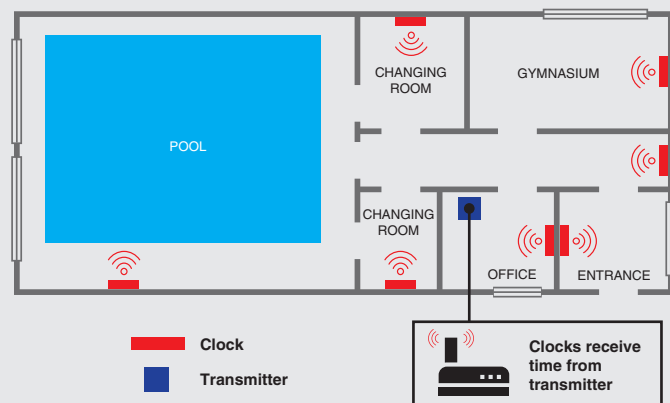 CHANGING
ROOM
GYMNASIUM
POOL
CHANGING
ROOM
OFFICE
ENTRANCE
Clock
Transmitter
Clocks receive
time from
transmitter